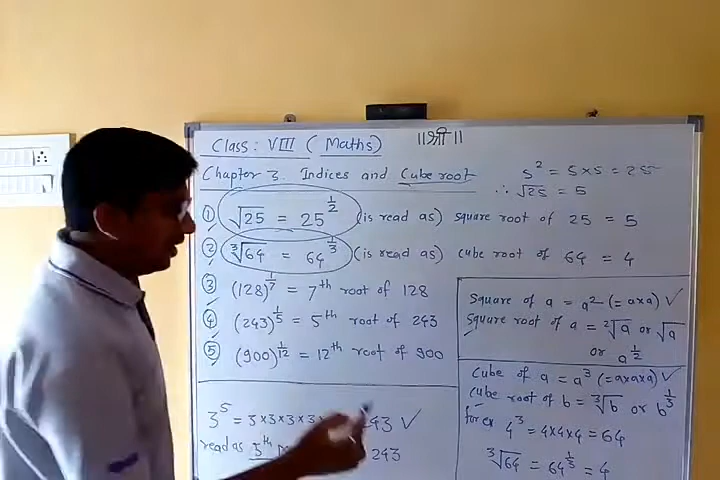 ॥श्री॥
Class: VIII (Maths)
Chapter 3. Indices and Cube root
5² = 5×5 = 25
∴ √25 = 5
① √25 = 25^(1/2) (is read as) square root of 25 = 5
② ³√64 = 64^(1/3) (is read as) cube root of 64 = 4
③ (128)^(1/7) = 7th root of 128
④ (243)^(1/5) = 5th root of 243
⑤ (900)^(1/12) = 12th root of 900
3⁵ = 3×3×3×3 243 ✓
read as 5th 243
Square of a = a² (= a×a) ✓
square root of a = ²√a or √a
or a^(1/2)
Cube of a = a³ (= a×a×a) ✓
cube root of b = ³√b or b^(1/3)
for ex 4³ = 4×4×4 = 64
³√64 = 64^(1/3) = 4